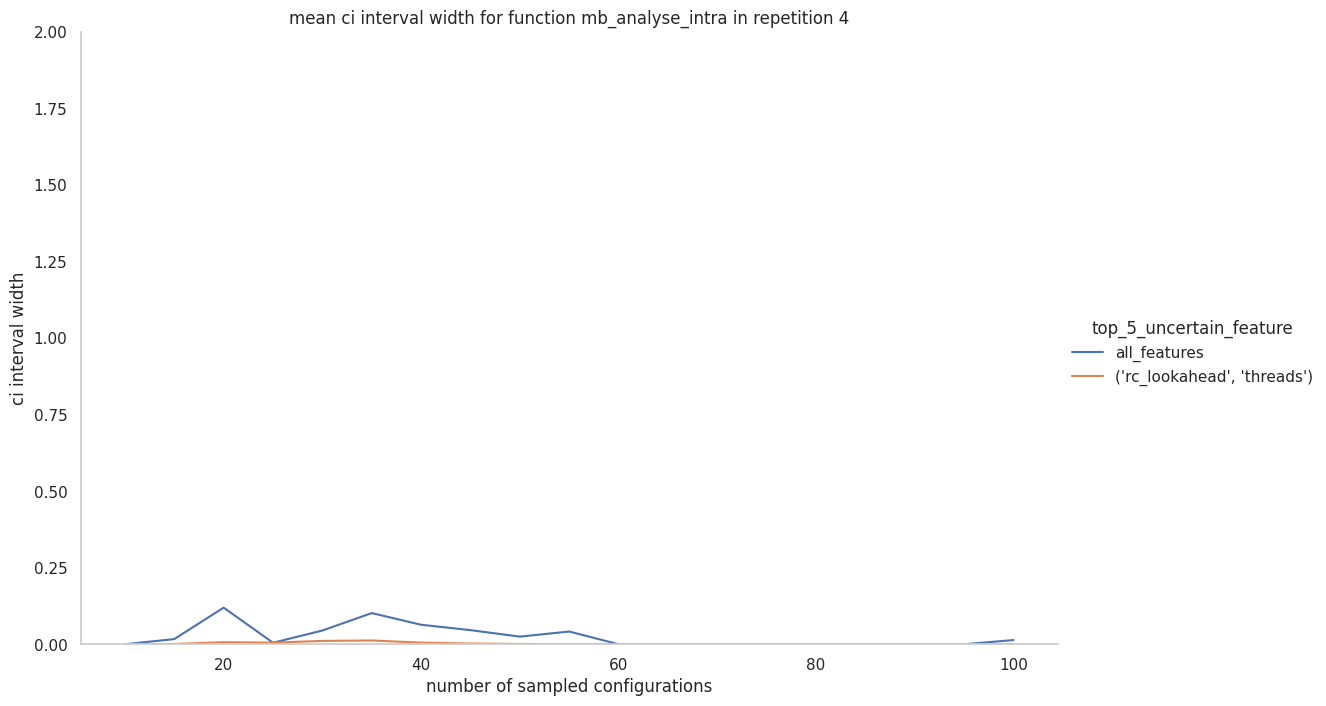 mean ci interval width for function mb_analyse_intra in repetition 4
2.00
1.75
1.50
1.25
1.00
0.75
0.50
0.25
0.00
ci interval width
20
40
60
80
100
number of sampled configurations
top_5_uncertain_feature
all_features
('rc_lookahead', 'threads')